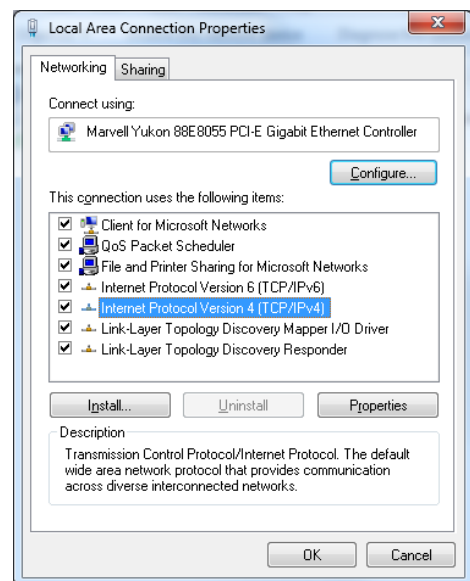 Local Area Connection Properties
Networking
Sharing
Connect using:
Marvell Yukon 88E8055 PCI-E Gigabit Ethernet Controller
Configure...
This connection uses the following items:
Client for Microsoft Networks
QoS Packet Scheduler
File and Printer Sharing for Microsoft Networks
Internet Protocol Version 6 (TCP/IPv6)
Internet Protocol Version 4 (TCP/IPv4)
Link-Layer Topology Discovery Mapper I/O Driver
Link-Layer Topology Discovery Responder
Install...
Uninstall
Properties
Description
Transmission Control Protocol/Internet Protocol. The default
wide area network protocol that provides communication
across diverse interconnected networks.
OK
Cancel